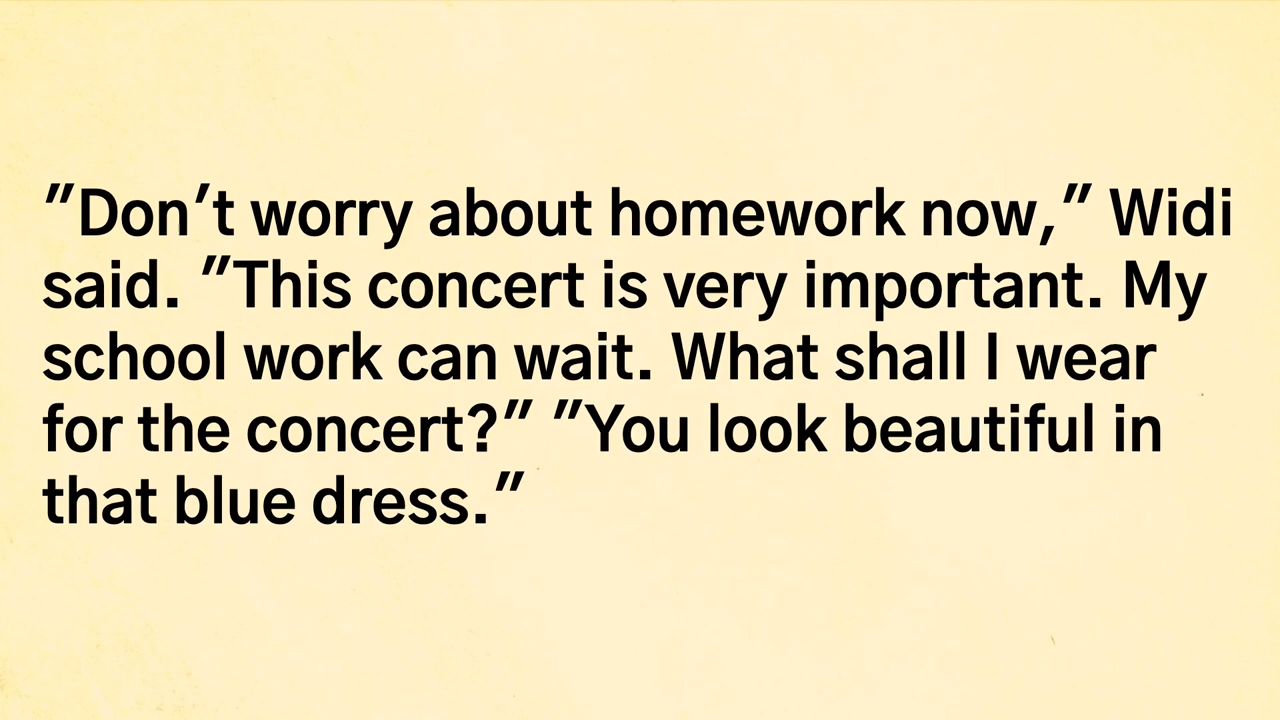 "Don't worry about homework now," Widi
said. "This concert is very important. My
school work can wait. What shall I wear
for the concert?" "You look beautiful in
that blue dress."